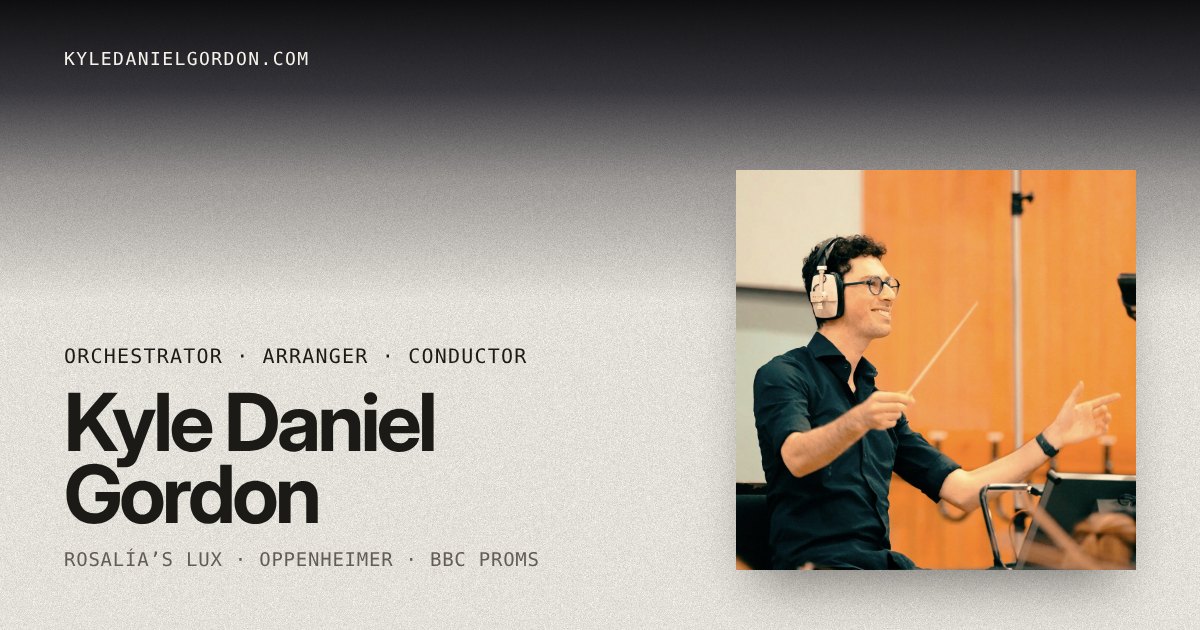 KYLEDANIELGORDON.COM
ORCHESTRATOR · ARRANGER · CONDUCTOR
Kyle Daniel
Gordon
ROSALÍA’S LUX · OPPENHEIMER · BBC PROMS